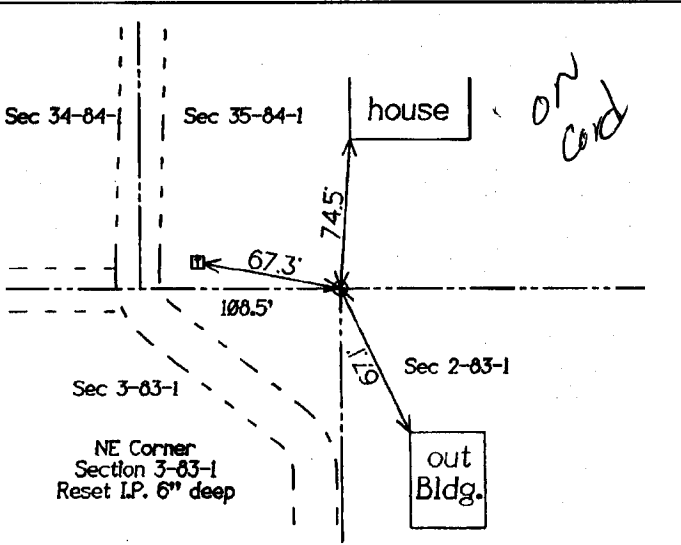 Sec 34-84-1
Sec 35-84-1
house
on
Card
74.5'
67.3'
108.5'
67.1'
Sec 2-83-1
Sec 3-83-1
NE Corner
Section 3-83-1
Reset I.P. 6" deep
out
Bldg.